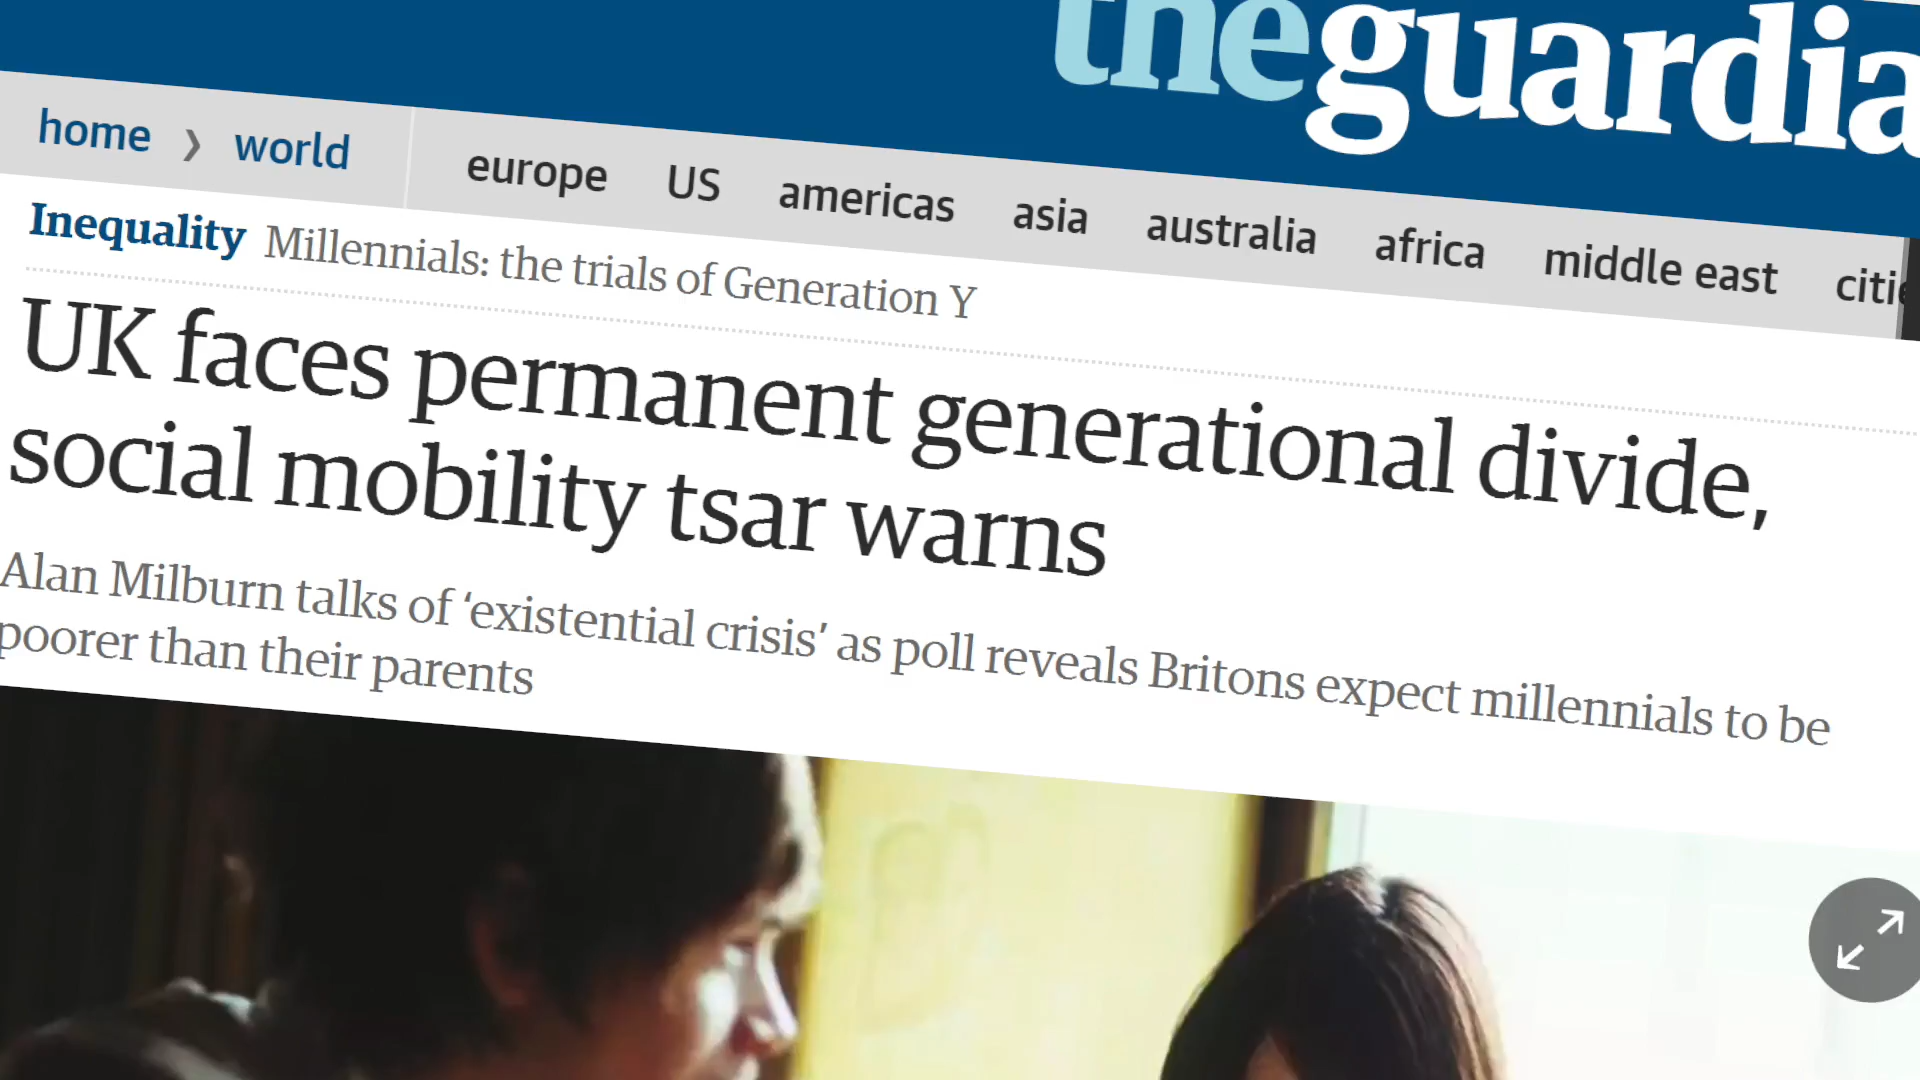 theguardia
home › world europe US americas asia australia africa middle east citi
Inequality Millennials: the trials of Generation Y
UK faces permanent generational divide,
social mobility tsar warns
Alan Milburn talks of ‘existential crisis’ as poll reveals Britons expect millennials to be
poorer than their parents